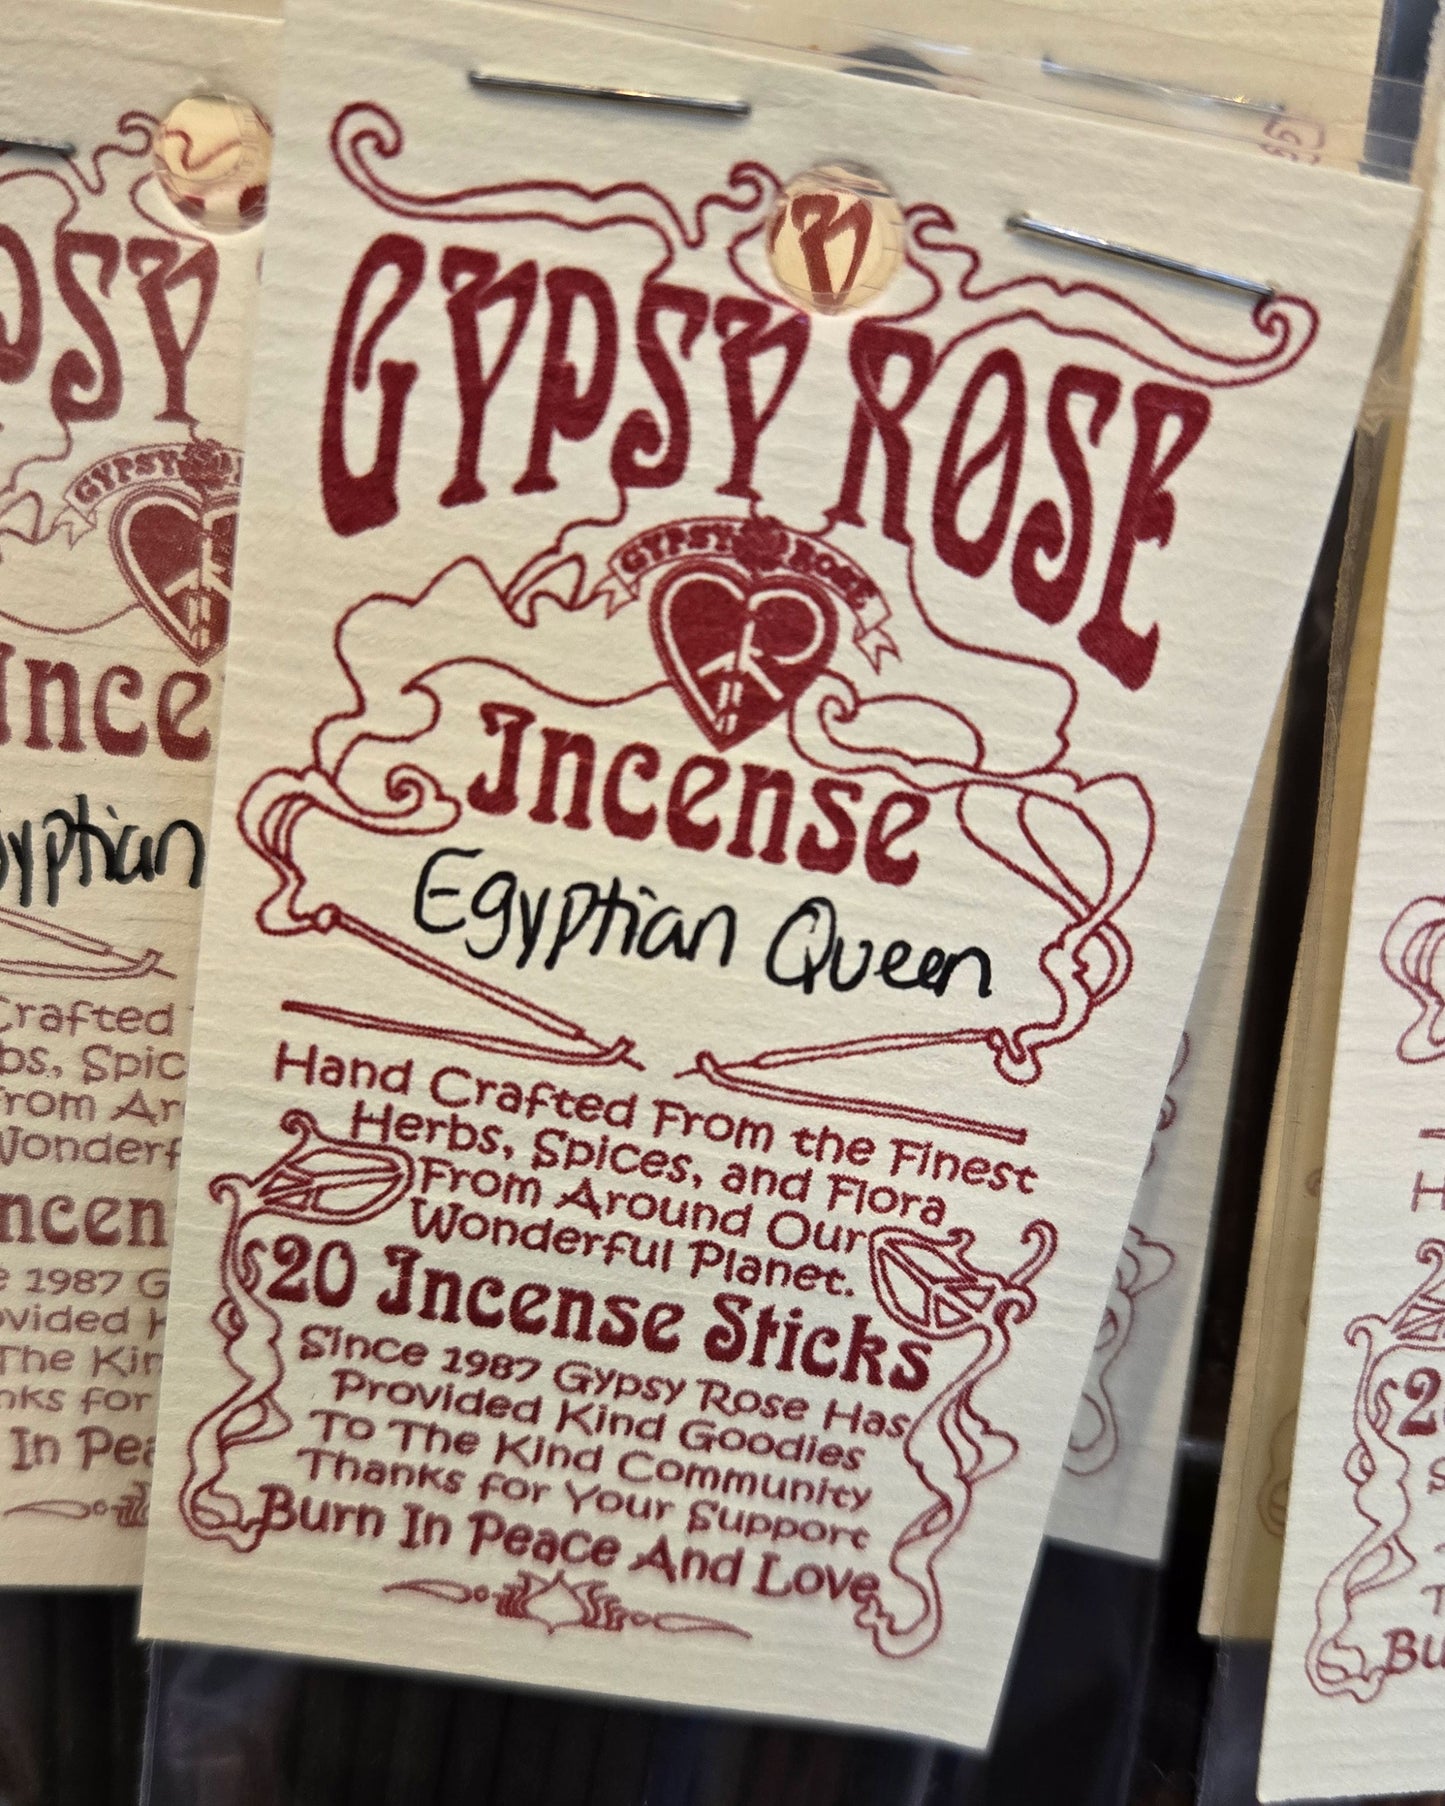 GYPSY ROSE
GYPSY ROSE
Incense
Egyptian Queen
Hand Crafted From the Finest
Herbs, Spices, and Flora
From Around Our
Wonderful Planet.
20 Incense Sticks
Since 1987 Gypsy Rose Has
Provided Kind Goodies
To The Kind Community
Thanks for Your Support
Burn In Peace And Love